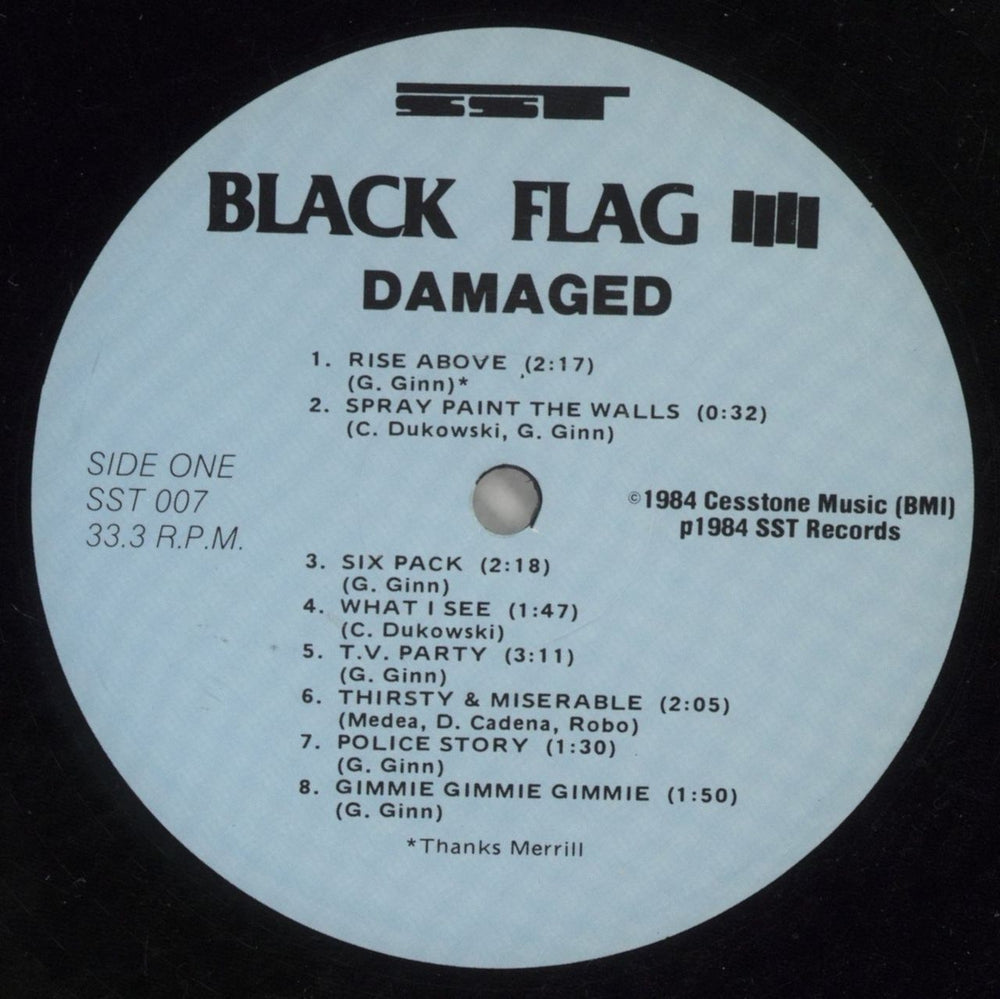 SST
BLACK FLAG
DAMAGED
1. RISE ABOVE (2:17)
(G. Ginn)*
2. SPRAY PAINT THE WALLS (0:32)
(C. Dukowski, G. Ginn)
SIDE ONE
SST 007
33.3 R.P.M.
©1984 Cesstone Music (BMI)
p1984 SST Records
3. SIX PACK (2:18)
(G. Ginn)
4. WHAT I SEE (1:47)
(C. Dukowski)
5. T.V. PARTY (3:11)
(G. Ginn)
6. THIRSTY & MISERABLE (2:05)
(Medea, D. Cadena, Robo)
7. POLICE STORY (1:30)
(G. Ginn)
8. GIMMIE GIMMIE GIMMIE (1:50)
(G. Ginn)
*Thanks Merrill